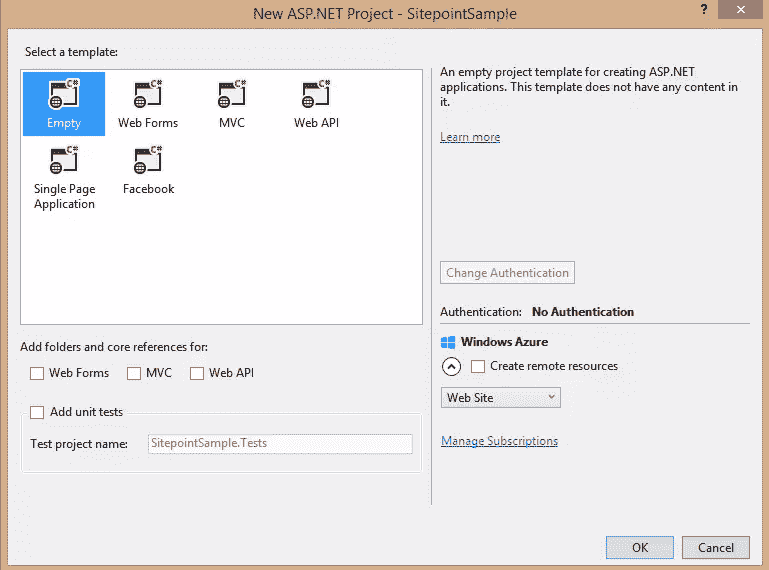 New ASP.NET Project - SitepointSample
?
Select a template:
C#
Empty
C#
Web Forms
C#
MVC
C#
Web API
C#
Single Page
Application
C#
Facebook
An empty project template for creating ASP.NET
applications. This template does not have any content in
it.
Learn more
Change Authentication
Authentication: No Authentication
Windows Azure
Create remote resources
Web Site
Manage Subscriptions
Add folders and core references for:
Web Forms MVC Web API
Add unit tests
Test project name: SitepointSample.Tests
OK Cancel